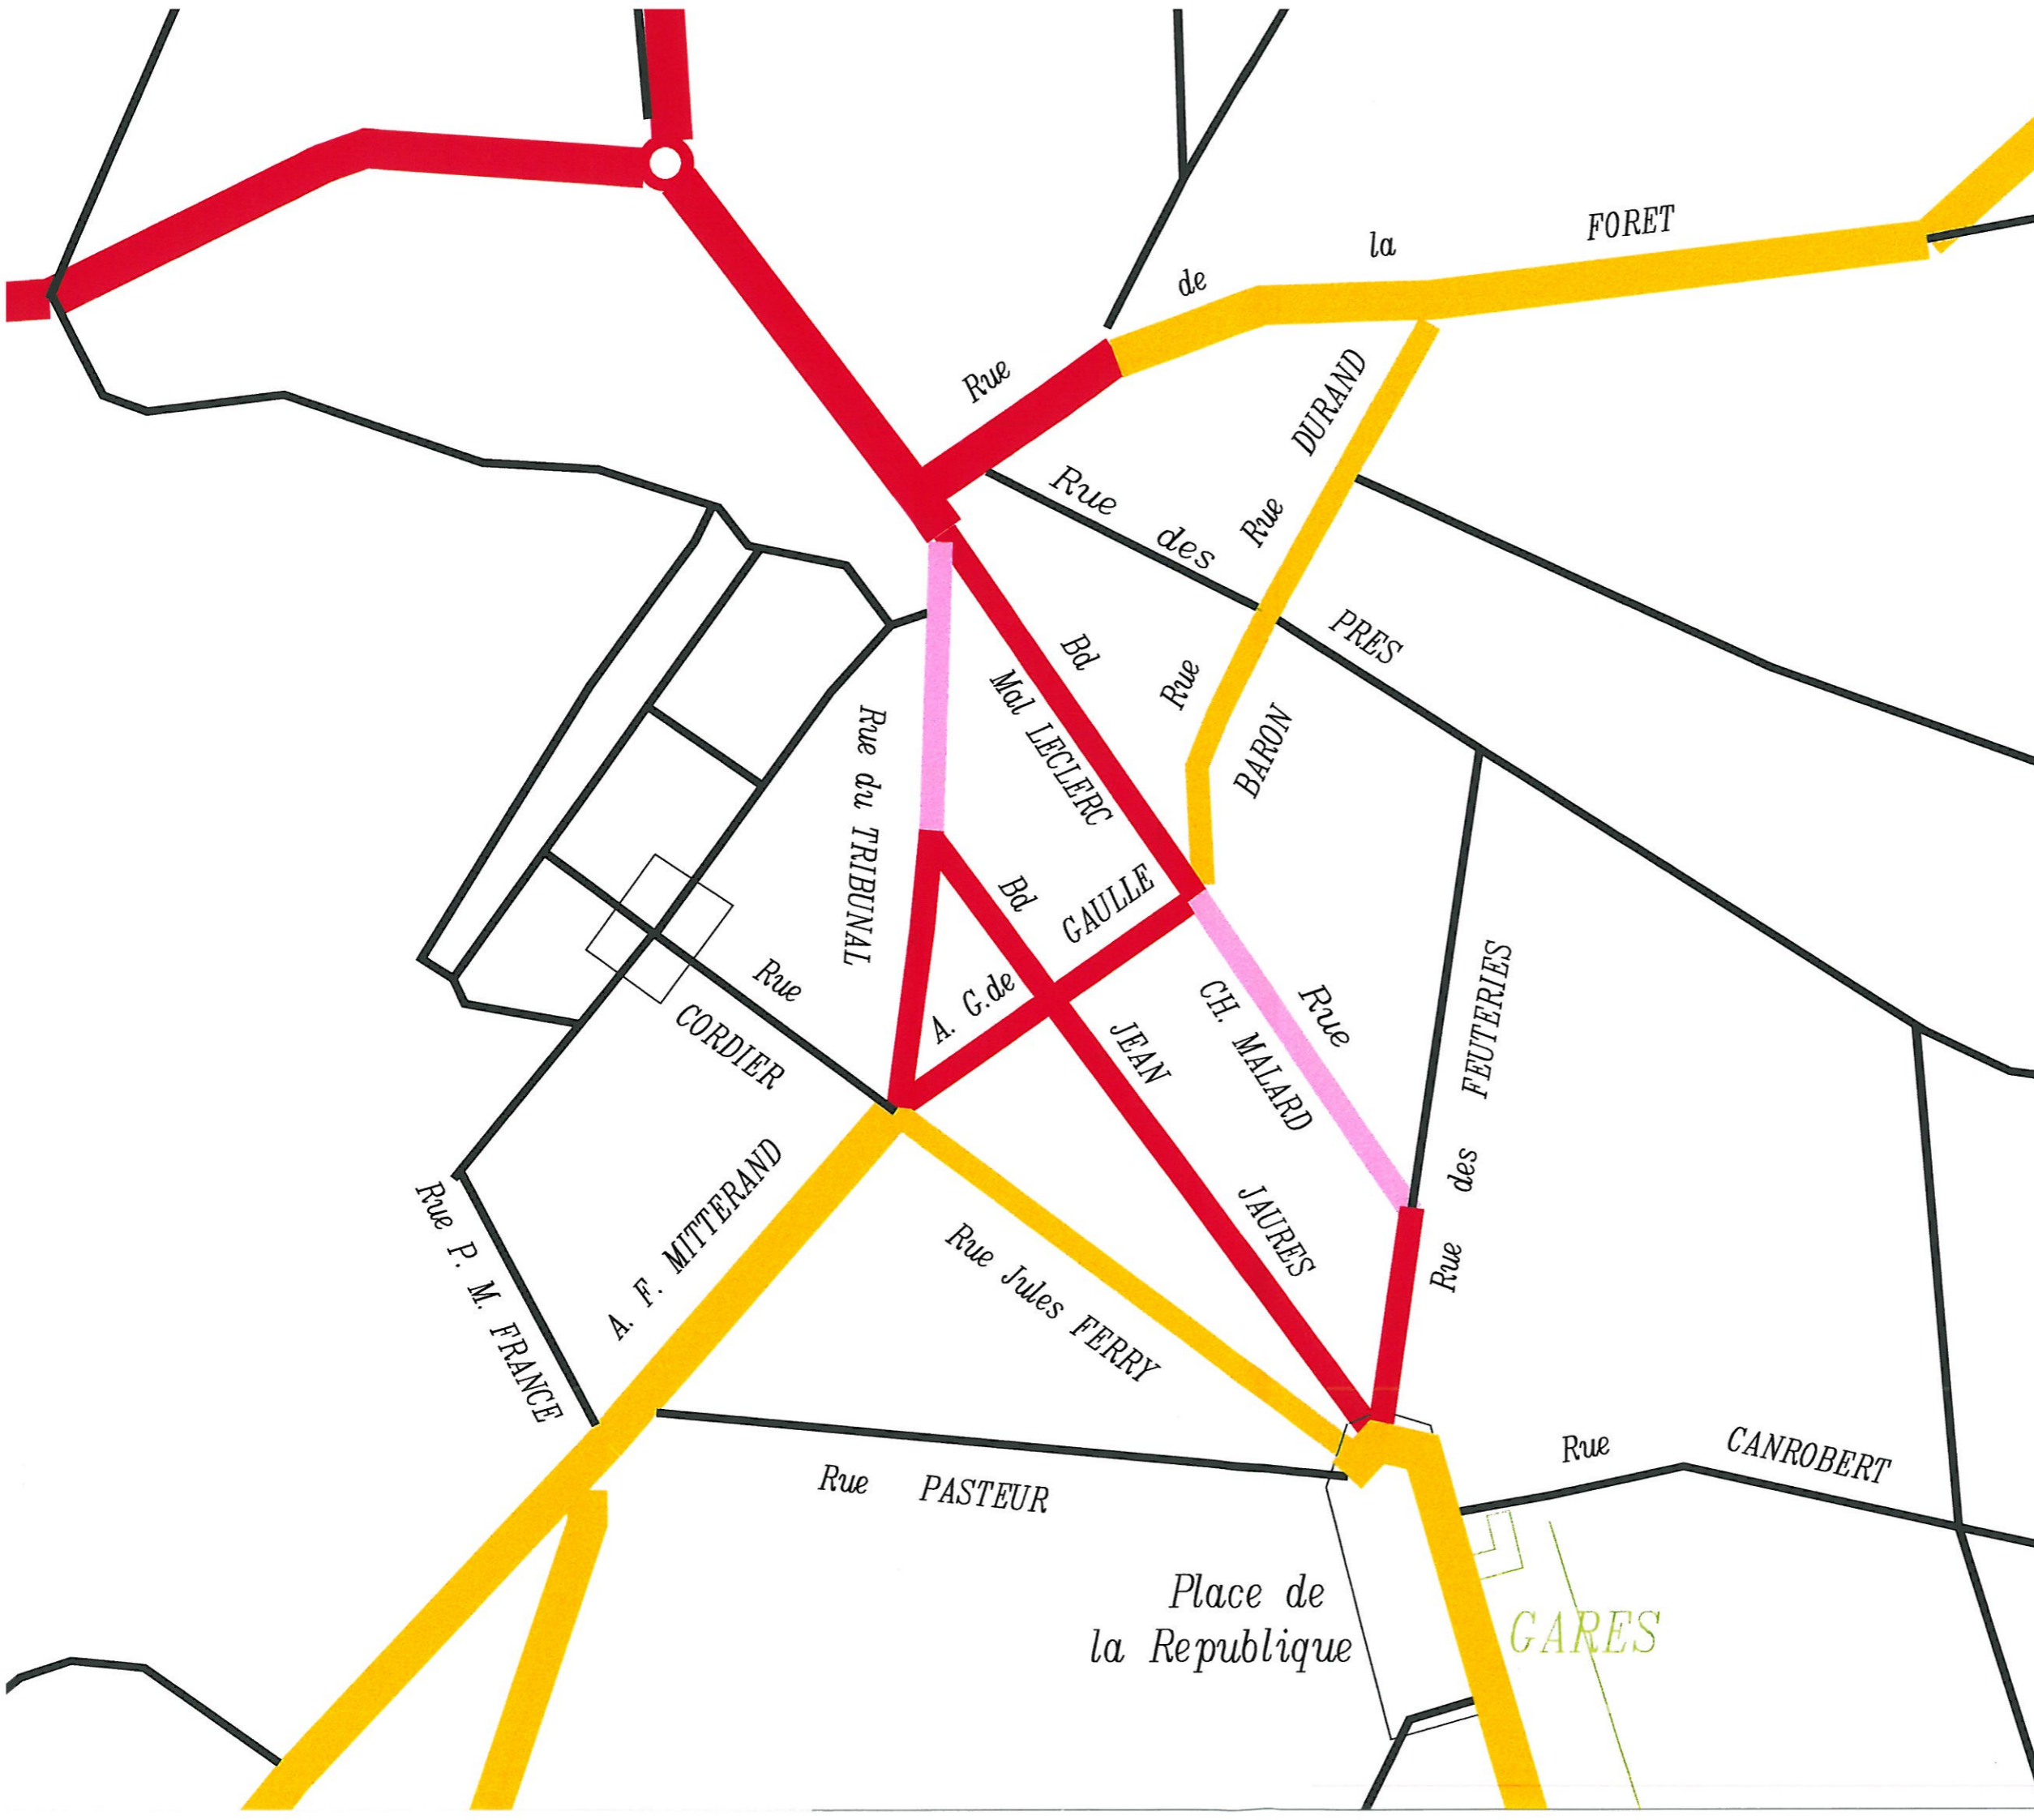 FORET
la
de
Rue
DURAND
Rue
Rue
des
PRES
Rue
BARON
Bd
Mal LECLERC
Rue du TRIBUNAL
Bd
GAULLE
A. G.de
JEAN
JAURES
Rue
CH. MALARD
FEUTERIES
des
Rue
Rue
CORDIER
A. F. MITTERAND
Rue P. M. FRANCE
Rue Jules FERRY
Rue PASTEUR
Rue CANROBERT
Place de
la Republique
GARES